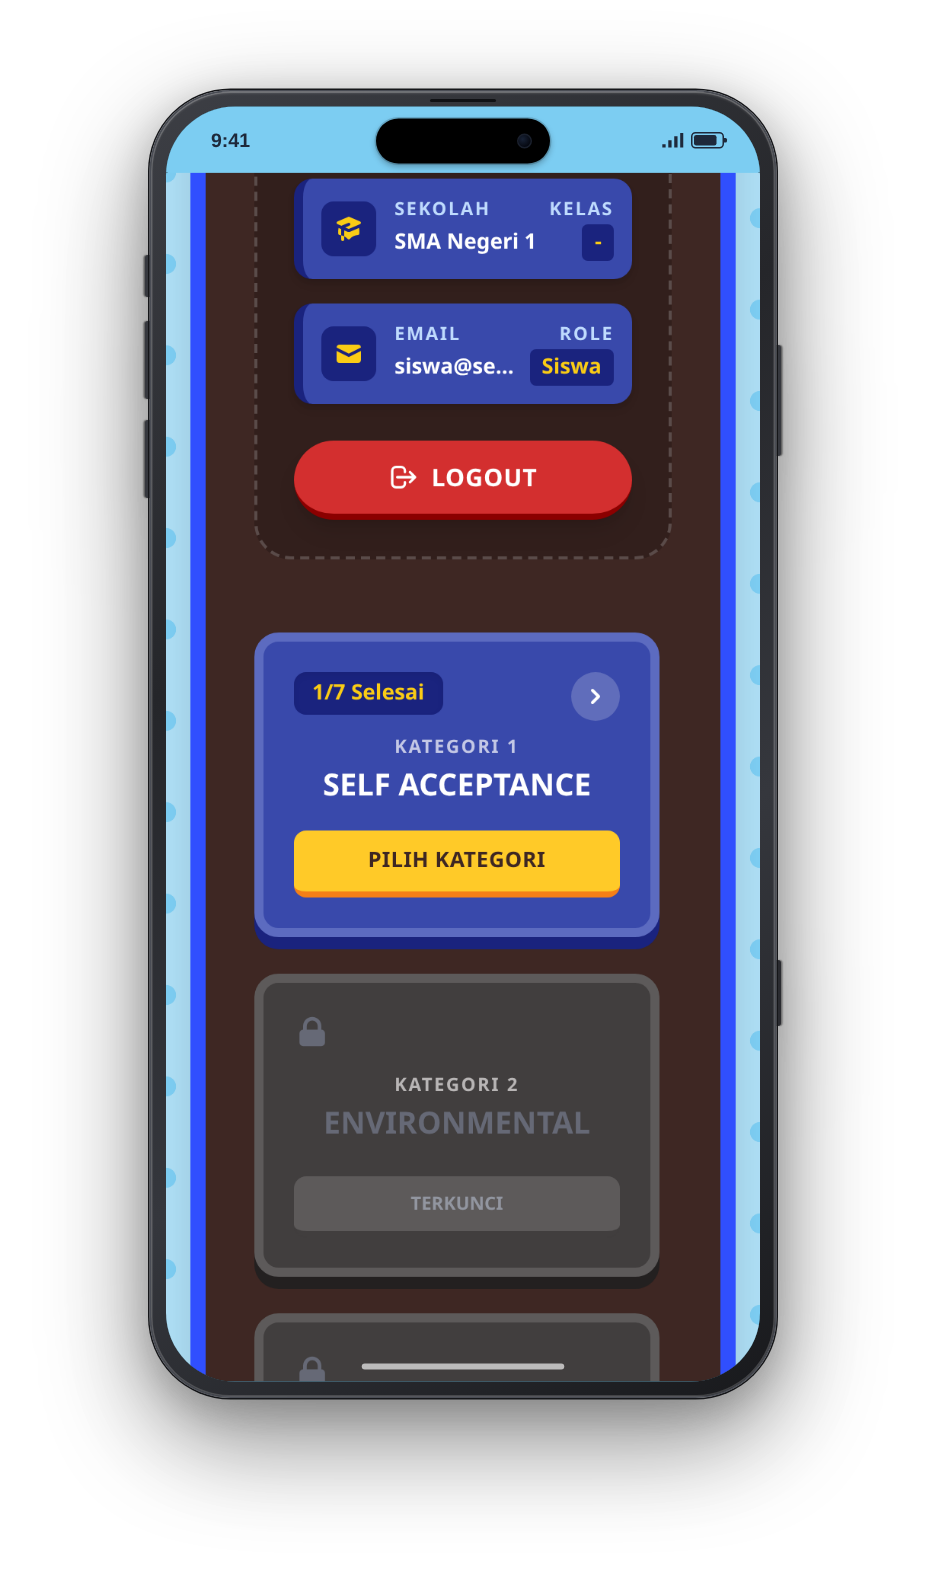 9:41
SEKOLAH KELAS
SMA Negeri 1 -
EMAIL ROLE
siswa@se... Siswa
LOGOUT
1/7 Selesai
KATEGORI 1
SELF ACCEPTANCE
PILIH KATEGORI
KATEGORI 2
ENVIRONMENTAL
TERKUNCI